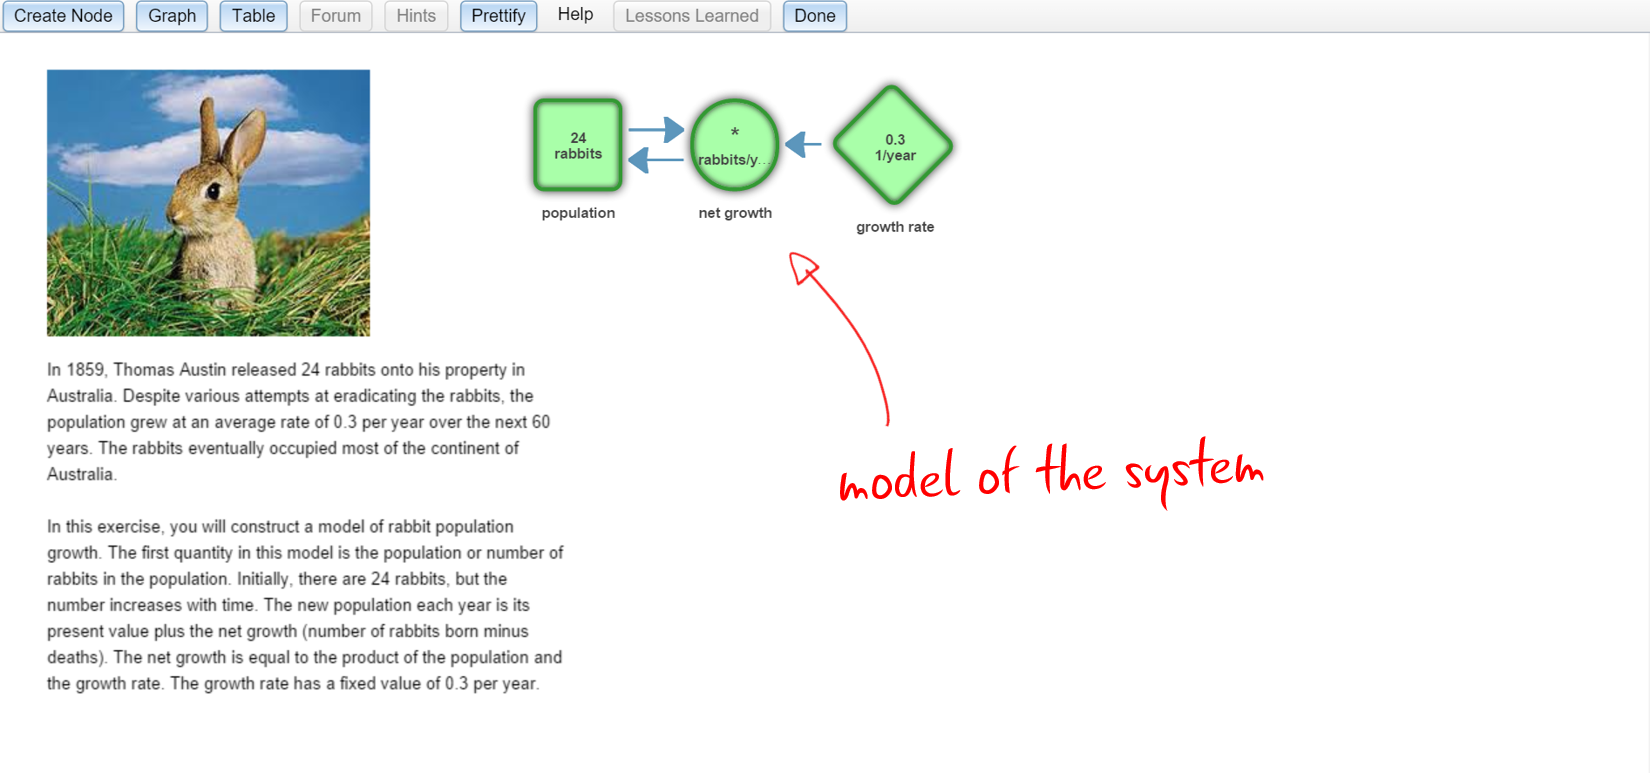 Create Node Graph Table Forum Hints Prettify Help Lessons Learned Done
24
rabbits
population
*
rabbits/y...
net growth
0.3
1/year
growth rate
model of the system
In 1859, Thomas Austin released 24 rabbits onto his property in
Australia. Despite various attempts at eradicating the rabbits, the
population grew at an average rate of 0.3 per year over the next 60
years. The rabbits eventually occupied most of the continent of
Australia.
In this exercise, you will construct a model of rabbit population
growth. The first quantity in this model is the population or number of
rabbits in the population. Initially, there are 24 rabbits, but the
number increases with time. The new population each year is its
present value plus the net growth (number of rabbits born minus
deaths). The net growth is equal to the product of the population and
the growth rate. The growth rate has a fixed value of 0.3 per year.